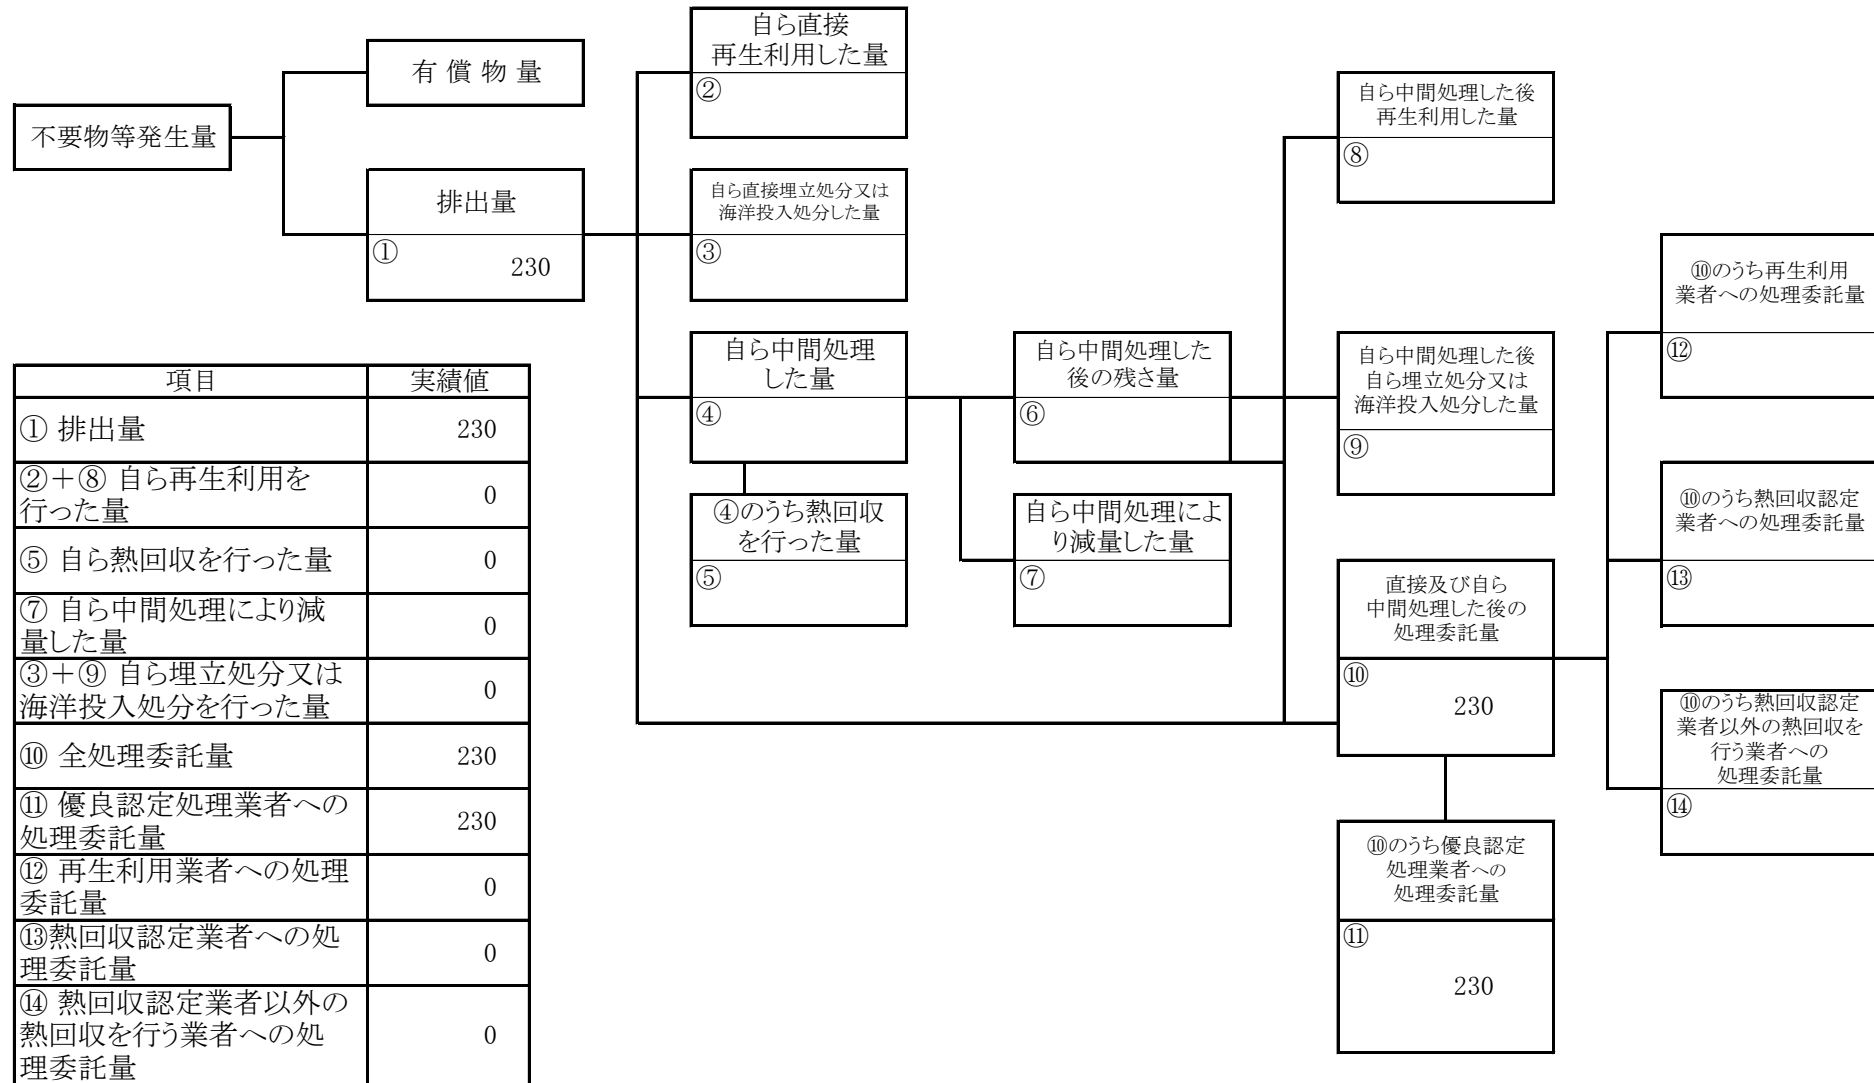 不要物等発生量
有 償 物 量
排出量
①
230
自ら直接
再生利用した量
②
自ら直接埋立処分又は
海洋投入処分した量
③
自ら中間処理
した量
④
④のうち熱回収
を行った量
⑤
自ら中間処理した
後の残さ量
⑥
自ら中間処理によ
り減量した量
⑦
自ら中間処理した後
再生利用した量
⑧
自ら中間処理した後
自ら埋立処分又は
海洋投入処分した量
⑨
直接及び自ら
中間処理した後の
処理委託量
⑩
230
⑩のうち優良認定
処理業者への
処理委託量
⑪
230
⑩のうち再生利用
業者への処理委託量
⑫
⑩のうち熱回収認定
業者への処理委託量
⑬
⑩のうち熱回収認定
業者以外の熱回収を
行う業者への
処理委託量
⑭
項目 実績値
① 排出量 230
②＋⑧ 自ら再生利用を
行った量 0
⑤ 自ら熱回収を行った量 0
⑦ 自ら中間処理により減
量した量 0
③＋⑨ 自ら埋立処分又は
海洋投入処分を行った量 0
⑩ 全処理委託量 230
⑪ 優良認定処理業者への
処理委託量 230
⑫ 再生利用業者への処理
委託量 0
⑬熱回収認定業者への処
理委託量 0
⑭ 熱回収認定業者以外の
熱回収を行う業者への処
理委託量 0